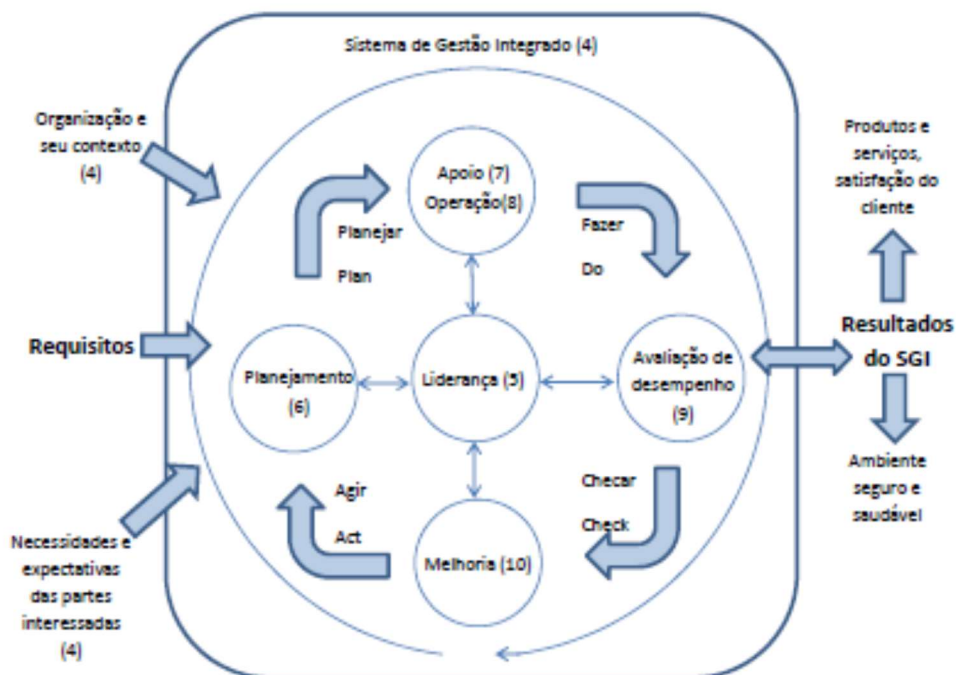 Sistema de Gestão Integrado (4)
Organização e
seu contexto
(4)
Requisitos
Necessidades e
expectativas
das partes
interessadas
(4)
Apoio (7)
Operação(8)
Planejar
Plan
Fazer
Do
Planejamento
(6)
Liderança (5)
Avaliação de
desempenho
(9)
Agir
Act
Checar
Check
Melhoria (10)
Produtos e
serviços,
satisfação do
cliente
Resultados
do SGI
Ambiente
seguro e
saudável